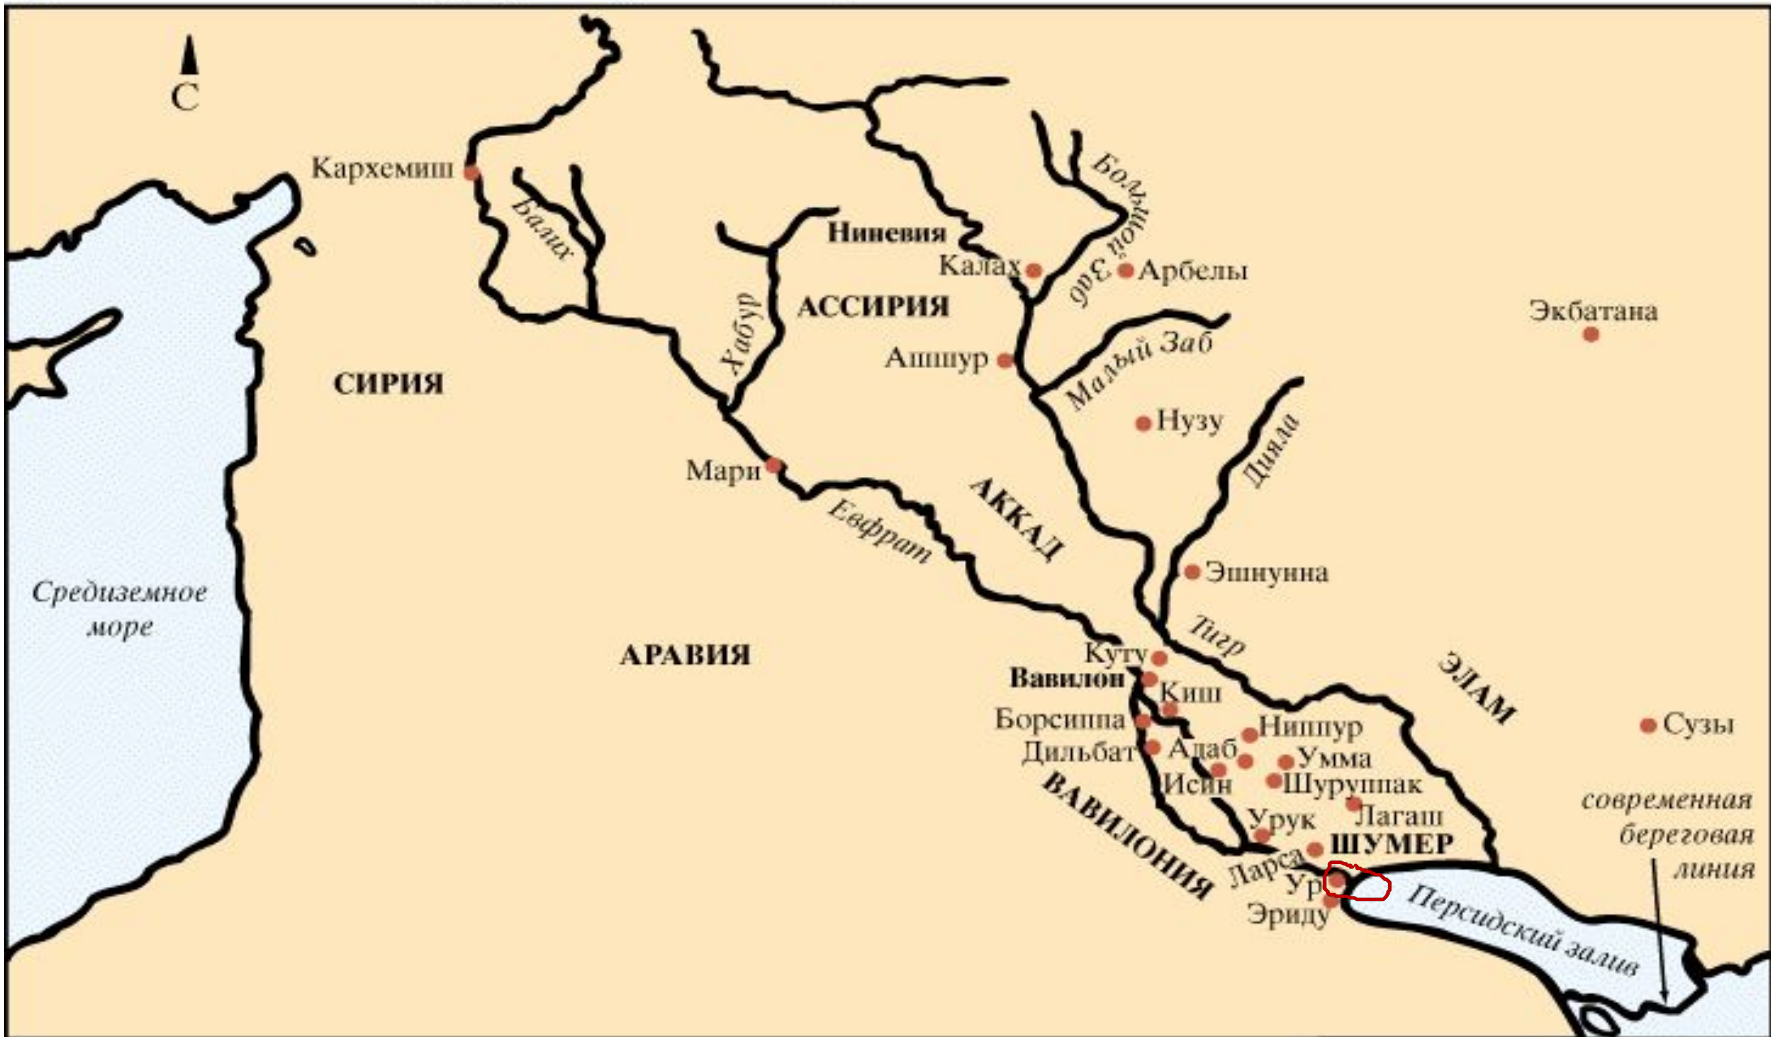 С
Кархемиш
Балих
Хабур
Ниневия
Калах
Большой Заб
Арбелы
АССИРИЯ
Экбатана
СИРИЯ
Ашшур
Малый Заб
Нузу
Дияла
Мари
Евфрат
АККАД
Средиземное
море
Эшнунна
АРАВИЯ
Тигр
Куту
Вавилон
Киш
ЭЛАМ
Борсиппа
Ниппур
Сузы
Дильбат
Адаб
Умма
Исин
Шуруппак
ВАВИЛОНИЯ
Урук
Лагаш
современная
береговая
линия
Ларса
ШУМЕР
Ур
Эриду
Персидский залив